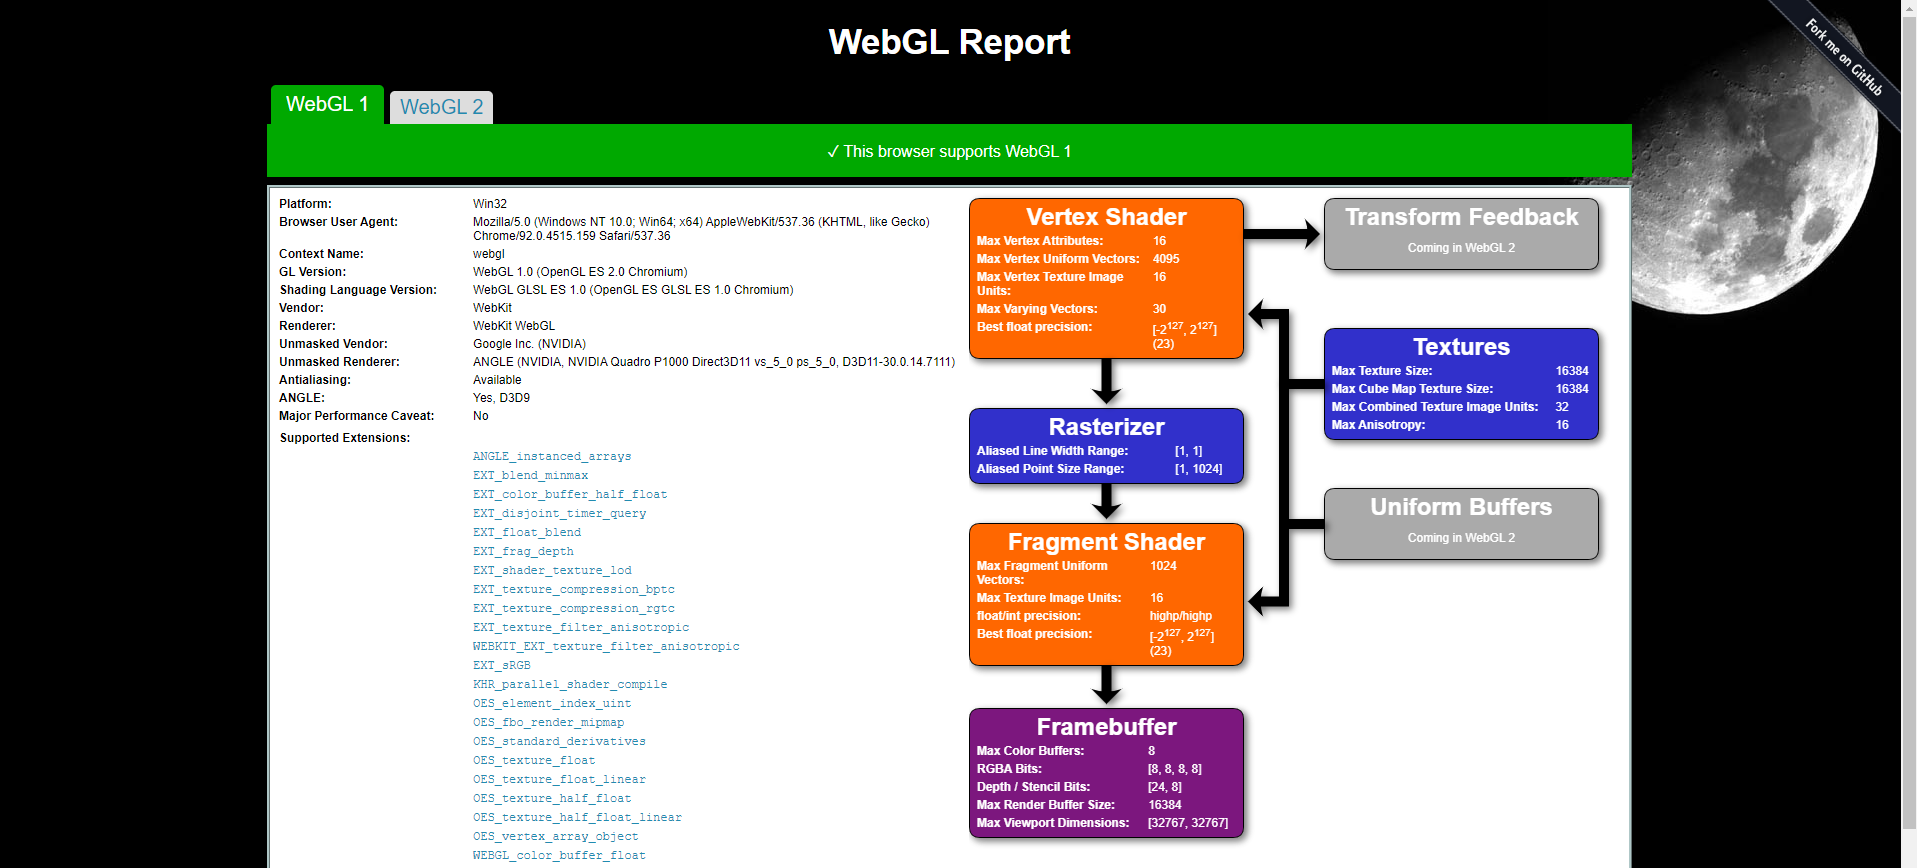 WebGL Report
Fork me on GitHub
WebGL 1
WebGL 2
✓ This browser supports WebGL 1
Platform: Win32
Browser User Agent: Mozilla/5.0 (Windows NT 10.0; Win64; x64) AppleWebKit/537.36 (KHTML, like Gecko)
Chrome/92.0.4515.159 Safari/537.36
Context Name: webgl
GL Version: WebGL 1.0 (OpenGL ES 2.0 Chromium)
Shading Language Version: WebGL GLSL ES 1.0 (OpenGL ES GLSL ES 1.0 Chromium)
Vendor: WebKit
Renderer: WebKit WebGL
Unmasked Vendor: Google Inc. (NVIDIA)
Unmasked Renderer: ANGLE (NVIDIA, NVIDIA Quadro P1000 Direct3D11 vs_5_0 ps_5_0, D3D11-30.0.14.7111)
Antialiasing: Available
ANGLE: Yes, D3D9
Major Performance Caveat: No
Supported Extensions:
ANGLE_instanced_arrays
EXT_blend_minmax
EXT_color_buffer_half_float
EXT_disjoint_timer_query
EXT_float_blend
EXT_frag_depth
EXT_shader_texture_lod
EXT_texture_compression_bptc
EXT_texture_compression_rgtc
EXT_texture_filter_anisotropic
WEBKIT_EXT_texture_filter_anisotropic
EXT_sRGB
KHR_parallel_shader_compile
OES_element_index_uint
OES_fbo_render_mipmap
OES_standard_derivatives
OES_texture_float
OES_texture_float_linear
OES_texture_half_float
OES_texture_half_float_linear
OES_vertex_array_object
WEBGL_color_buffer_float
Vertex Shader
Max Vertex Attributes: 16
Max Vertex Uniform Vectors: 4095
Max Vertex Texture Image 16
Units:
Max Varying Vectors: 30
Best float precision: [-2^127, 2^127]
(23)
Rasterizer
Aliased Line Width Range: [1, 1]
Aliased Point Size Range: [1, 1024]
Fragment Shader
Max Fragment Uniform 1024
Vectors:
Max Texture Image Units: 16
float/int precision: highp/highp
Best float precision: [-2^127, 2^127]
(23)
Framebuffer
Max Color Buffers: 8
RGBA Bits: [8, 8, 8, 8]
Depth / Stencil Bits: [24, 8]
Max Render Buffer Size: 16384
Max Viewport Dimensions: [32767, 32767]
Transform Feedback
Coming in WebGL 2
Textures
Max Texture Size: 16384
Max Cube Map Texture Size: 16384
Max Combined Texture Image Units: 32
Max Anisotropy: 16
Uniform Buffers
Coming in WebGL 2